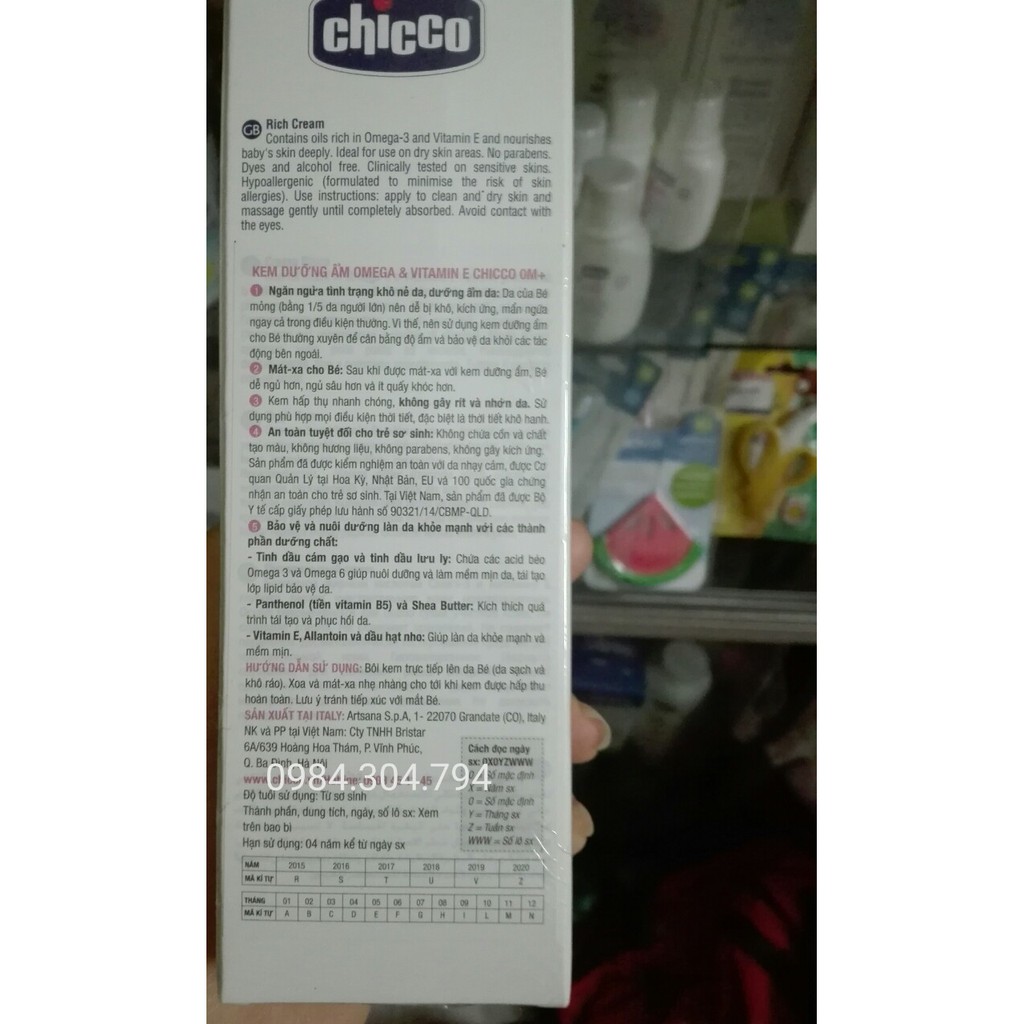 chicco
GB Rich Cream
Contains oils rich in Omega-3 and Vitamin E and nourishes
baby's skin deeply. Ideal for use on dry skin areas. No parabens.
Dyes and alcohol free. Clinically tested on sensitive skins.
Hypoallergenic (formulated to minimise the risk of skin
allergies). Use instructions: apply to clean and dry skin and
massage gently until completely absorbed. Avoid contact with
the eyes.
KEM DƯỠNG ẨM OMEGA & VITAMIN E CHICCO 0M+
1 Ngăn ngừa tình trạng khô nẻ da, dưỡng ẩm da: Da của Bé
mỏng (bằng 1/5 da người lớn) nên dễ bị khô, kích ứng, mẩn ngứa
ngay cả trong điều kiện thường. Vì thế, nên sử dụng kem dưỡng ẩm
cho Bé thường xuyên để cân bằng độ ẩm và bảo vệ da khỏi các tác
động bên ngoài.
2 Mát-xa cho Bé: Sau khi được mát-xa với kem dưỡng ẩm, Bé
dễ ngủ hơn, ngủ sâu hơn và ít quấy khóc hơn.
3 Kem hấp thụ nhanh chóng, không gây rít và nhờn da. Sử
dụng phù hợp mọi điều kiện thời tiết, đặc biệt là thời tiết khô hanh.
4 An toàn tuyệt đối cho trẻ sơ sinh: Không chứa cồn và chất
tạo màu, không hương liệu, không parabens, không gây kích ứng.
Sản phẩm đã được kiểm nghiệm an toàn với da nhạy cảm, được Cơ
quan Quản Lý tại Hoa Kỳ, Nhật Bản, EU và 100 quốc gia chứng
nhận an toàn cho trẻ sơ sinh. Tại Việt Nam, sản phẩm đã được Bộ
Y tế cấp giấy phép lưu hành số 90321/14/CBMP-QLD.
5 Bảo vệ và nuôi dưỡng làn da khỏe mạnh với các thành
phần dưỡng chất:
- Tinh dầu cám gạo và tinh dầu lưu ly: Chứa các acid béo
Omega 3 và Omega 6 giúp nuôi dưỡng và làm mềm mịn da, tái tạo
lớp lipid bảo vệ da.
- Panthenol (tiền vitamin B5) và Shea Butter: Kích thích quá
trình tái tạo và phục hồi da.
- Vitamin E, Allantoin và dầu hạt nho: Giúp làn da khỏe mạnh và
mềm mịn.
HƯỚNG DẪN SỬ DỤNG: Bôi kem trực tiếp lên da Bé (da sạch và
khô ráo). Xoa và mát-xa nhẹ nhàng cho tới khi kem được hấp thu
hoàn toàn. Lưu ý tránh tiếp xúc với mắt Bé.
SẢN XUẤT TẠI ITALY: Artsana S.p.A, 1- 22070 Grandate (CO), Italy
NK và PP tại Việt Nam: Cty TNHH Bristar
6A/639 Hoàng Hoa Thám, P. Vĩnh Phúc,
Q. Ba Đình, Hà Nội
0984.304.794
Độ tuổi sử dụng: Từ sơ sinh
Thành phần, dung tích, ngày, số lô sx: Xem
trên bao bì
Hạn sử dụng: 04 năm kể từ ngày sx
Cách đọc ngày
sx: 0X0YZWWW
0 = Số mặc định
X = Năm sx
0 = Số mặc định
Y = Tháng sx
Z = Tuần sx
WWW = Số lô sx
NĂM 2015 2016 2017 2018 2019 2020
MÃ KÍ TỰ R S T U V Z
THÁNG 01 02 03 04 05 06 07 08 09 10 11 12
MÃ KÍ TỰ A B C D E F G H I L M N